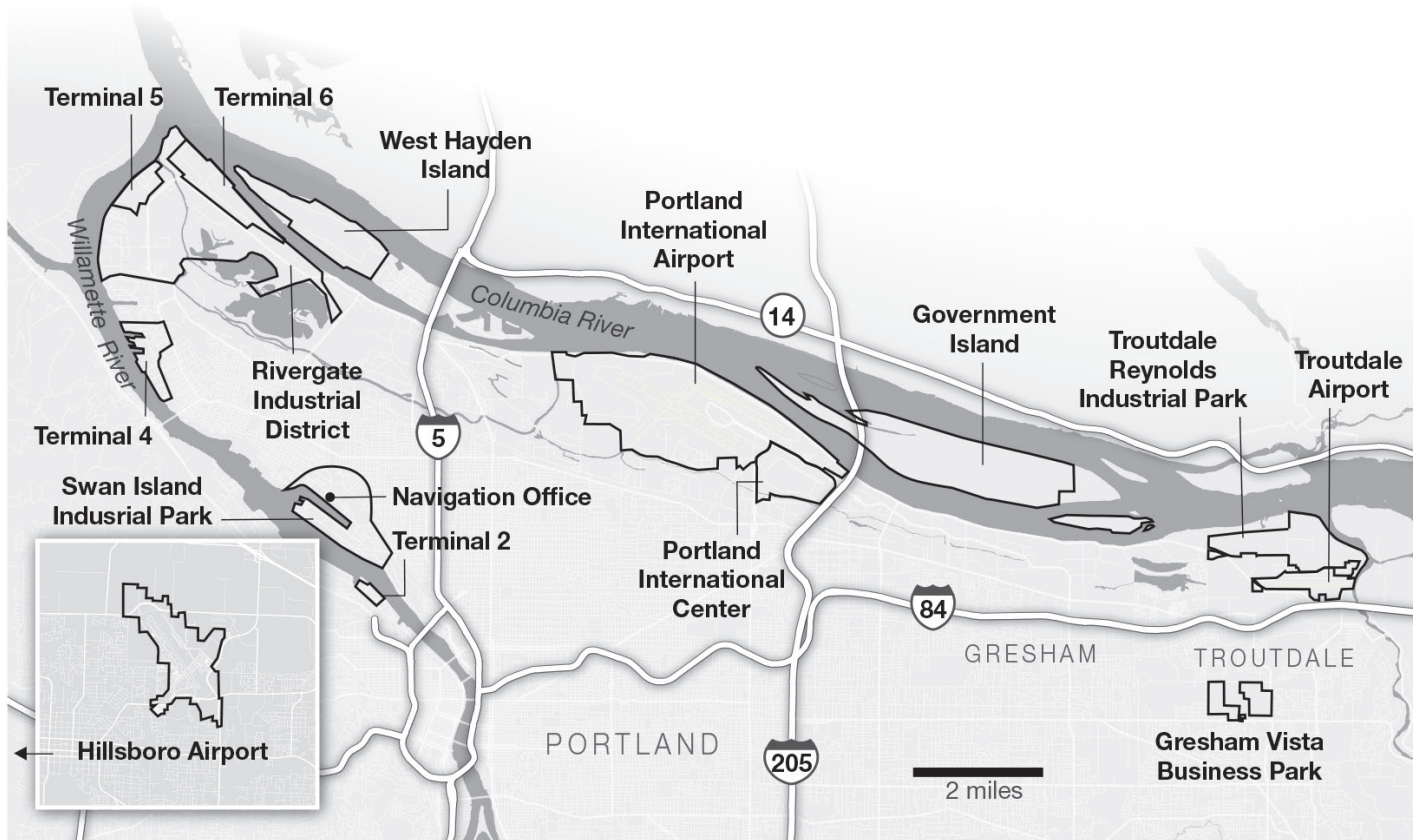 Terminal 5
Terminal 6
West Hayden
Island
Portland
International
Airport
14
Government
Island
Troutdale
Reynolds
Industrial Park
Troutdale
Airport
Willamette River
Columbia River
Rivergate
Industrial
District
5
Terminal 4
Swan Island
Indusrial Park
Navigation Office
Terminal 2
Portland
International
Center
84
GRESHAM
TROUTDALE
Hillsboro Airport
PORTLAND
205
2 miles
Gresham Vista
Business Park